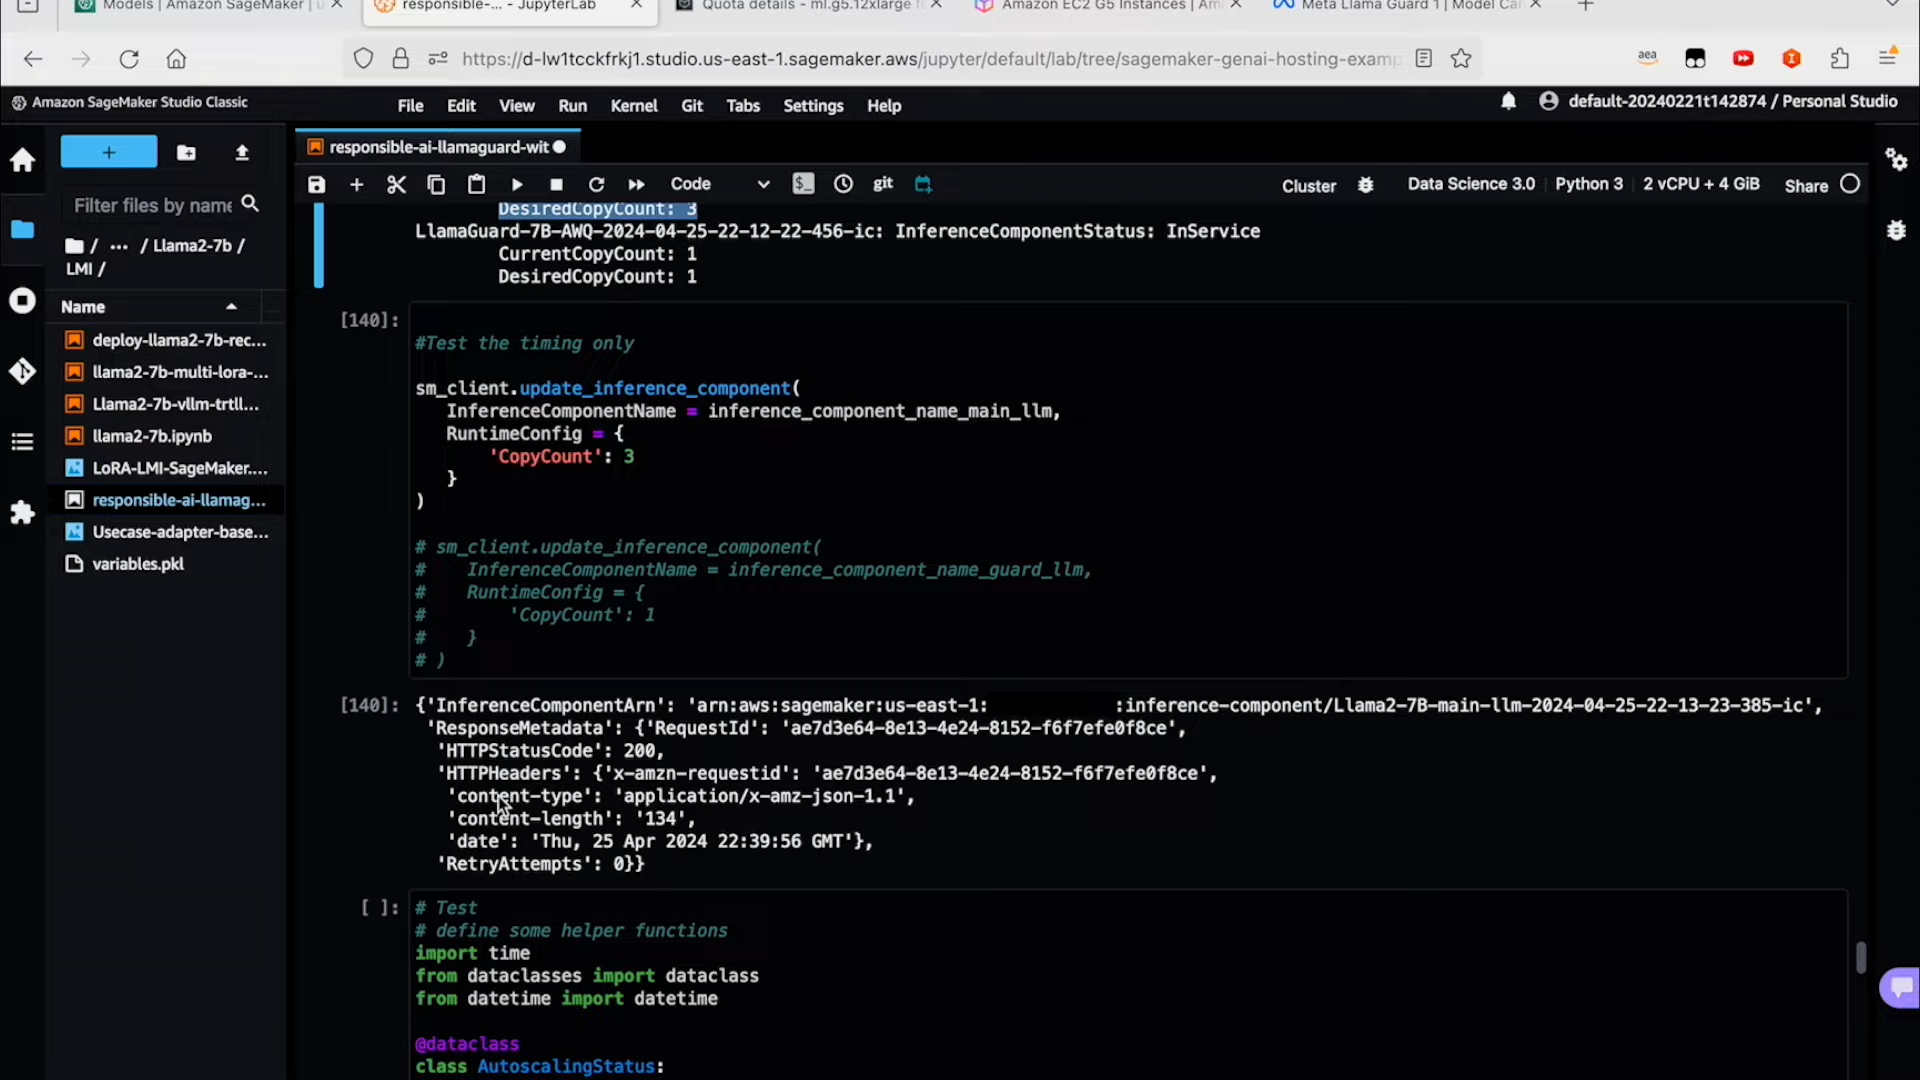 Models | Amazon SageMaker | u
responsible-... - JupyterLab
Quota details - ml.g5.12xlarge f
Amazon EC2 G5 Instances | Am
Meta Llama Guard 1 | Model Ca
https://d-lw1tcckfrkj1.studio.us-east-1.sagemaker.aws/jupyter/default/lab/tree/sagemaker-genai-hosting-examp
aea
Amazon SageMaker Studio Classic
File Edit View Run Kernel Git Tabs Settings Help
default-20240221t142874 / Personal Studio
responsible-ai-llamaguard-wit
Code
git
Cluster
Data Science 3.0 | Python 3 | 2 vCPU + 4 GiB
Share
Filter files by name
/ ... / Llama2-7b /
LMI /
Name
deploy-llama2-7b-rec...
llama2-7b-multi-lora-...
Llama2-7b-vllm-trtll...
llama2-7b.ipynb
LoRA-LMI-SageMaker....
responsible-ai-llamag...
Usecase-adapter-base...
variables.pkl
DesiredCopyCount: 3
LlamaGuard-7B-AWQ-2024-04-25-22-12-22-456-ic: InferenceComponentStatus: InService
CurrentCopyCount: 1
DesiredCopyCount: 1
[140]:
#Test the timing only
sm_client.update_inference_component(
InferenceComponentName = inference_component_name_main_llm,
RuntimeConfig = {
'CopyCount': 3
}
)
# sm_client.update_inference_component(
# InferenceComponentName = inference_component_name_guard_llm,
# RuntimeConfig = {
# 'CopyCount': 1
# }
# )
[140]: {'InferenceComponentArn': 'arn:aws:sagemaker:us-east-1: :inference-component/Llama2-7B-main-llm-2024-04-25-22-13-23-385-ic',
'ResponseMetadata': {'RequestId': 'ae7d3e64-8e13-4e24-8152-f6f7efe0f8ce',
'HTTPStatusCode': 200,
'HTTPHeaders': {'x-amzn-requestid': 'ae7d3e64-8e13-4e24-8152-f6f7efe0f8ce',
'content-type': 'application/x-amz-json-1.1',
'content-length': '134',
'date': 'Thu, 25 Apr 2024 22:39:56 GMT'},
'RetryAttempts': 0}}
[ ]: # Test
# define some helper functions
import time
from dataclasses import dataclass
from datetime import datetime
@dataclass
class AutoscalingStatus: